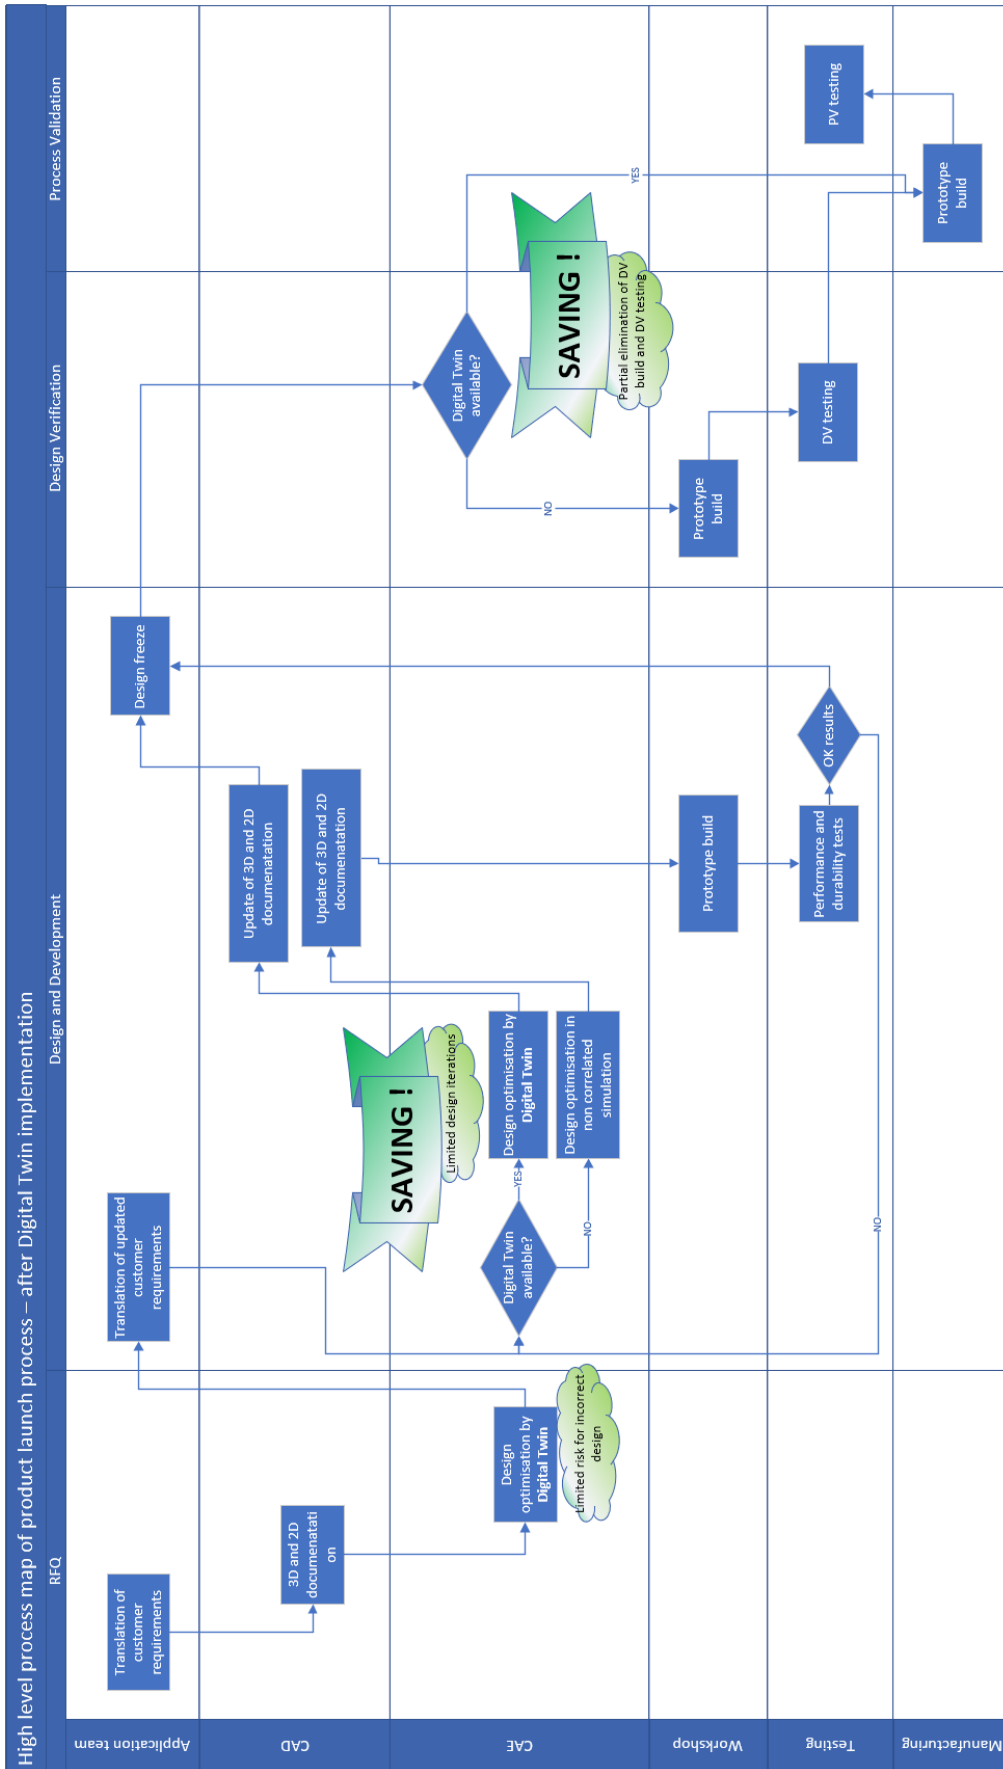 High level process map of product launch process – after Digital Twin implementation
RFQ
Design and Development
Design Verification
Process Validation
Application team
Translation of
customer
requirements
Translation of updated
customer
requirements
Design freeze
CAD
3D and 2D
documenatati
on
Update of 3D and 2D
documenatation
Update of 3D and 2D
documenatation
CAE
Design
optimisation by
Digital Twin
Limited risk for incorrect
design
SAVING !
Limited design iterations
Digital Twin
available?
YES
NO
Design optimisation by
Digital Twin
Design optimisation in
non correlated
simulation
Digital Twin
available?
NO
YES
SAVING !
Partial elimination of DV
build and DV testing
Workshop
Prototype build
Prototype
build
Testing
Performance and
durability tests
OK results
NO
DV testing
PV testing
Manufacturing
Prototype
build